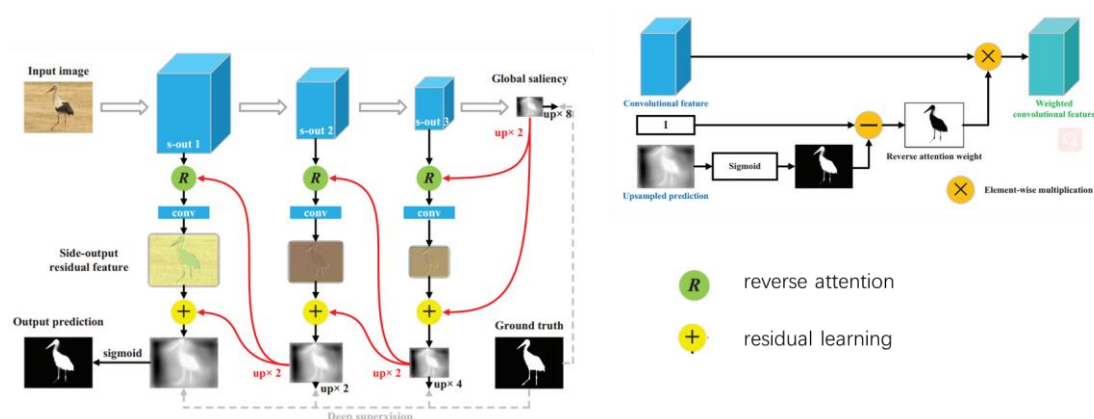 Input image
s-out 1
s-out 2
s-out 3
Global saliency
up× 8
up× 2
R
R
R
conv
conv
conv
Side-output
residual feature
+
+
+
Output prediction
sigmoid
up× 2
up× 2
up× 2
up× 4
Ground truth
Deep supervision
Convolutional feature
×
Weighted
convolutional feature
1
−
Reverse attention weight
Upsampled prediction
Sigmoid
×
Element-wise multiplication
R
reverse attention
+
residual learning